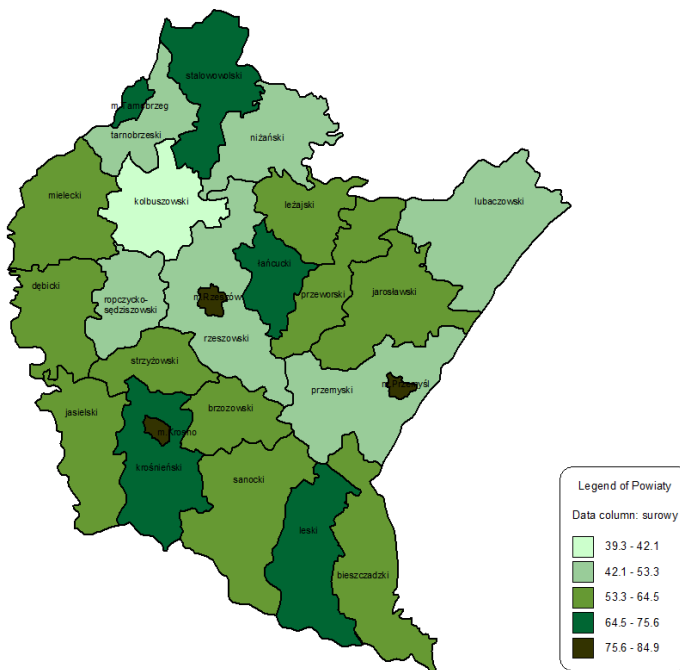 stalowowolski
m.Tarnobrzeg
tarnobrzeski
niżański
mielecki
kolbuszowski
leżajski
lubaczowski
łańcucki
dębicki
ropczycko-
sędziszowski
m.Rzeszów
przeworski
jarosławski
rzeszowski
strzyżowski
przemyski
m.Przemyśl
jasielski
brzozowski
m.Krosno
krośnieński
sanocki
leski
bieszczadzki
Legend of Powiaty
Data column: surowy
39.3 - 42.1
42.1 - 53.3
53.3 - 64.5
64.5 - 75.6
75.6 - 84.9